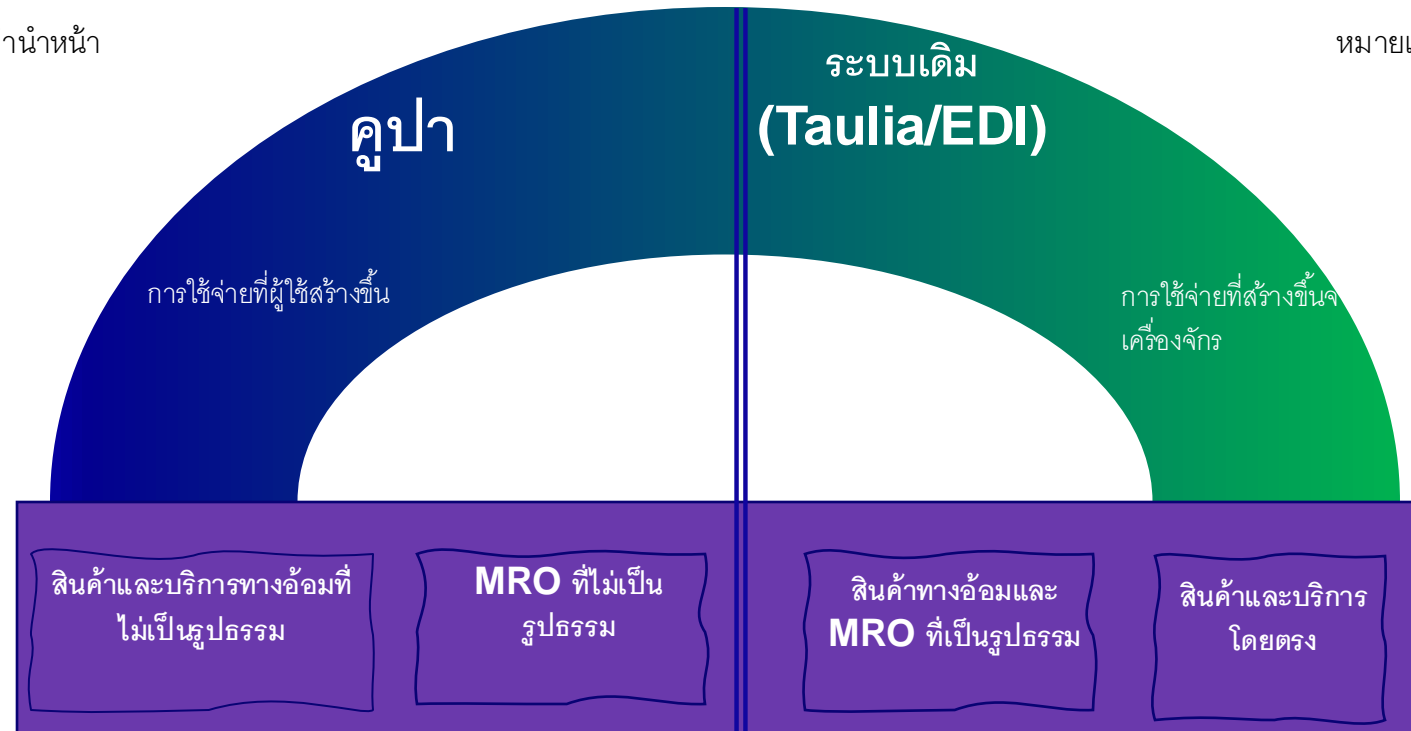 านำหน้า
หมายเ
ระบบเดิม
(Taulia/EDI)
คูปา
การใช้จ่ายที่ผู้ใช้สร้างขึ้น
การใช้จ่ายที่สร้างขึ้นจ
เครื่องจักร
สินค้าและบริการทางอ้อมที่
ไม่เป็นรูปธรรม
MRO ที่ไม่เป็น
รูปธรรม
สินค้าทางอ้อมและ
MRO ที่เป็นรูปธรรม
สินค้าและบริการ
โดยตรง